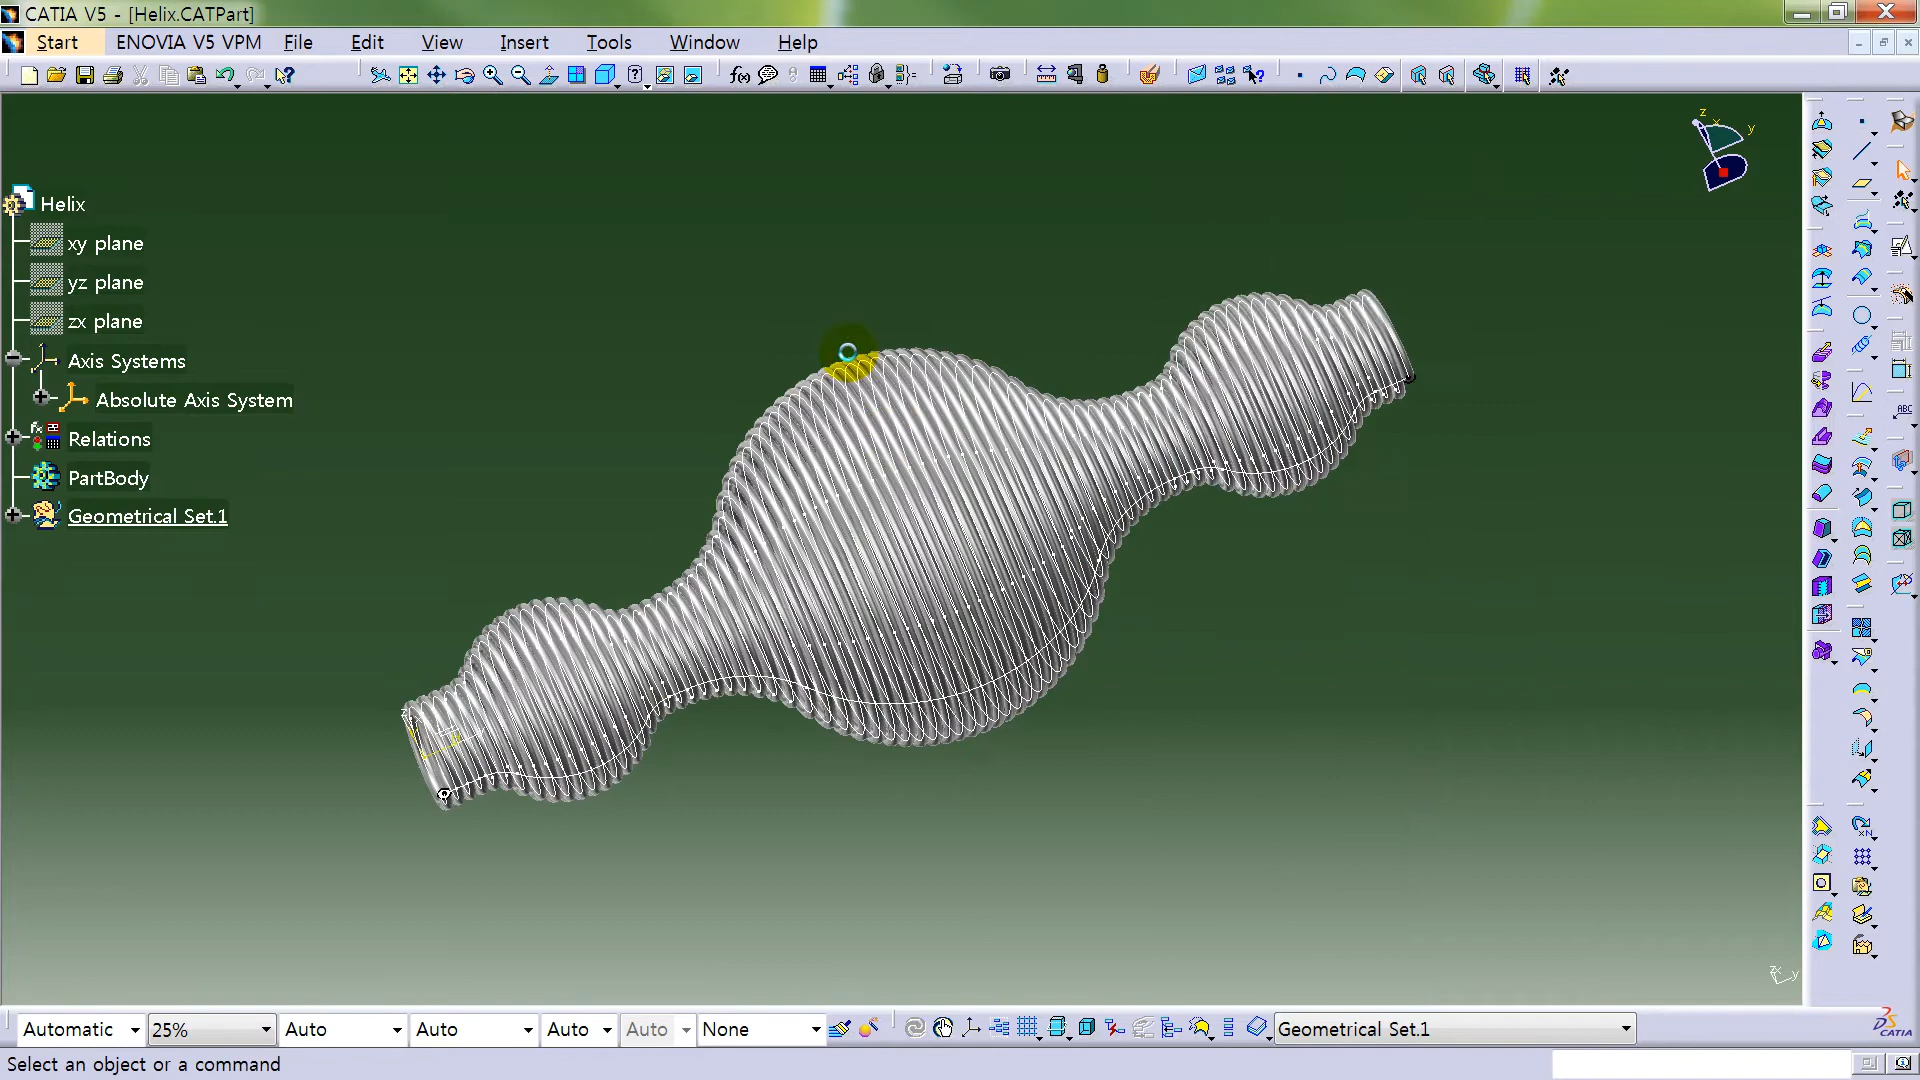 CATIA V5 - [Helix.CATPart]
Start ENOVIA V5 VPM File Edit View Insert Tools Window Help
f(x)
z
x
y
Helix
xy plane
yz plane
zx plane
Axis Systems
Absolute Axis System
Relations
PartBody
Geometrical Set.1
ABC
z
z x y
Automatic 25% Auto Auto Auto Auto None Geometrical Set.1
CATIA
Select an object or a command